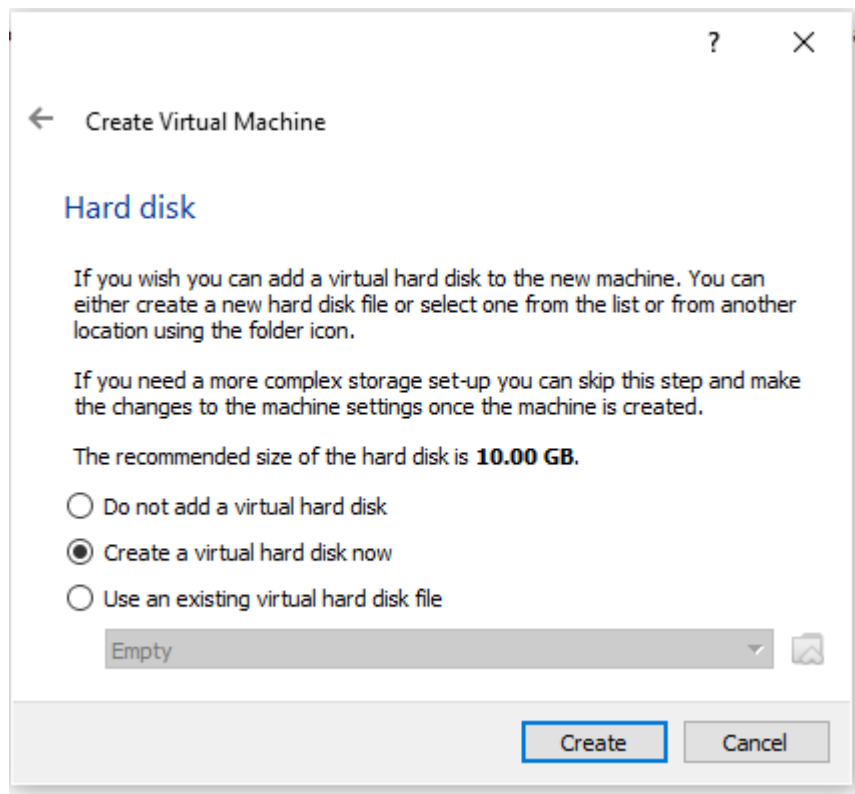 ?
Create Virtual Machine
Hard disk
If you wish you can add a virtual hard disk to the new machine. You can
either create a new hard disk file or select one from the list or from another
location using the folder icon.
If you need a more complex storage set-up you can skip this step and make
the changes to the machine settings once the machine is created.
The recommended size of the hard disk is 10.00 GB.
Do not add a virtual hard disk
Create a virtual hard disk now
Use an existing virtual hard disk file
Empty
Create Cancel